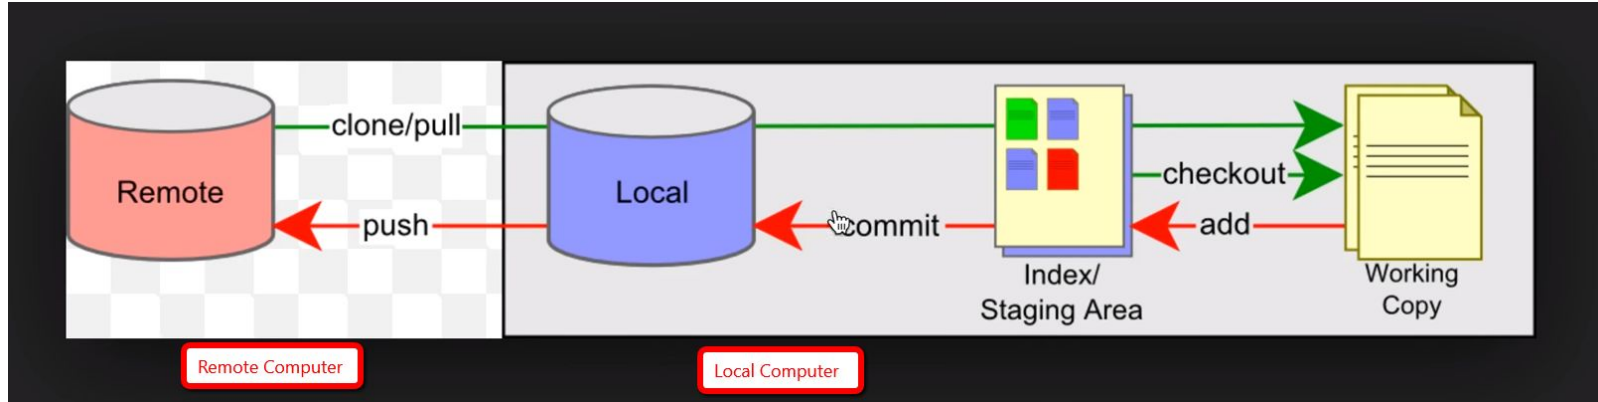 clone/pull
Remote
Local
checkout
push
commit
add
Index/
Staging Area
Working
Copy
Remote Computer
Local Computer